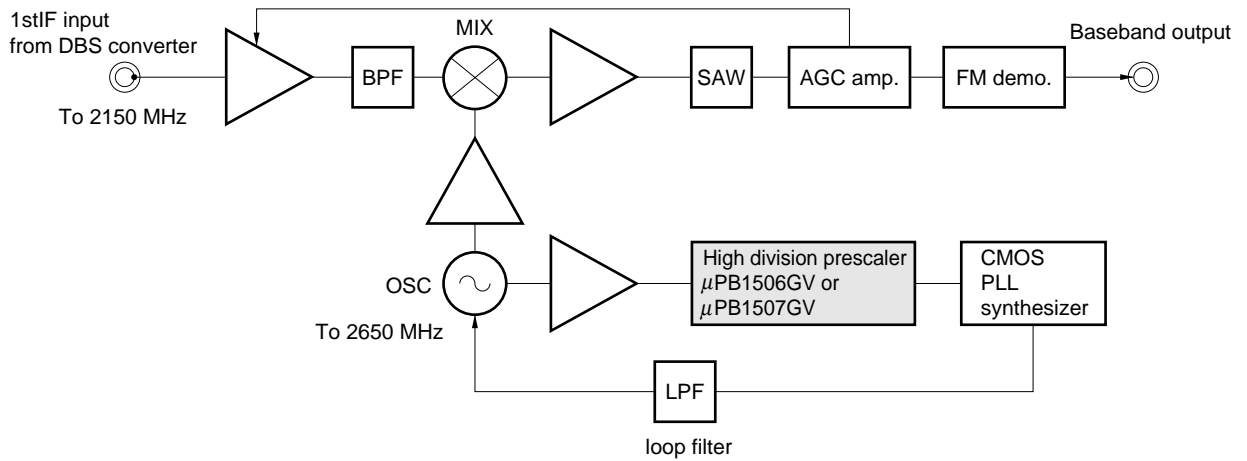 1stIF input
from DBS converter
To 2150 MHz
BPF
MIX
SAW
AGC amp.
FM demo.
Baseband output
OSC
To 2650 MHz
High division prescaler
μPB1506GV or
μPB1507GV
CMOS
PLL
synthesizer
LPF
loop filter